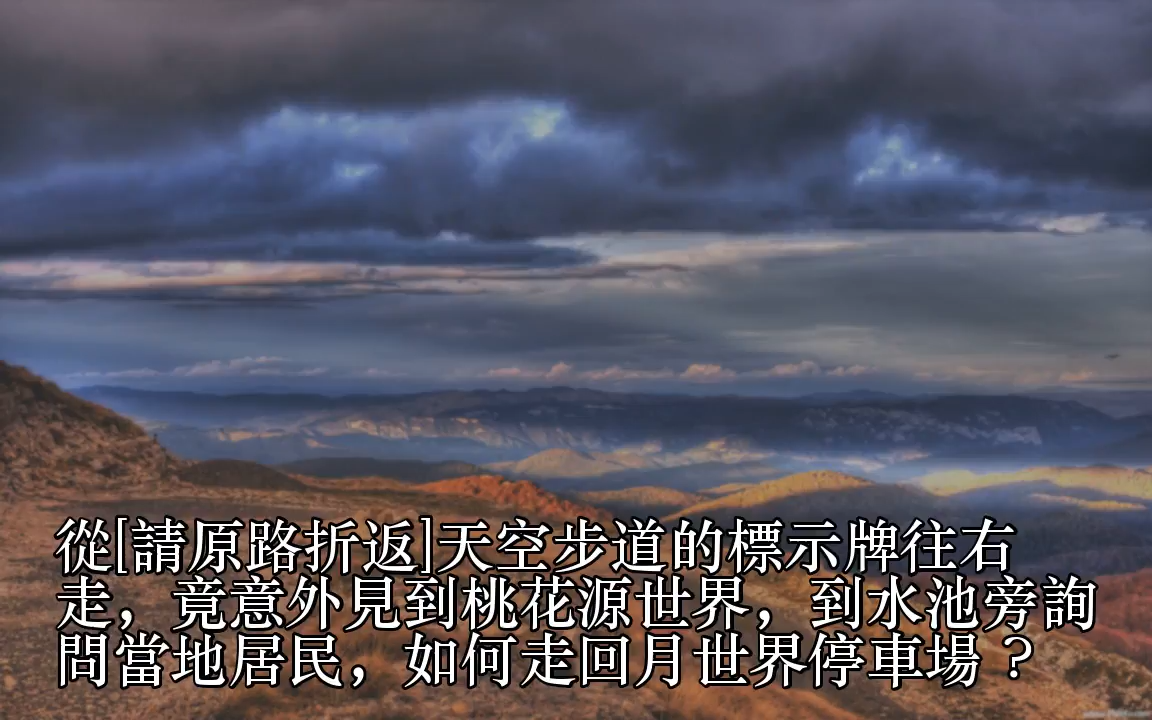 從[請原路折返]天空步道的標示牌往右
走，竟意外見到桃花源世界，到水池旁詢
問當地居民，如何走回月世界停車場？